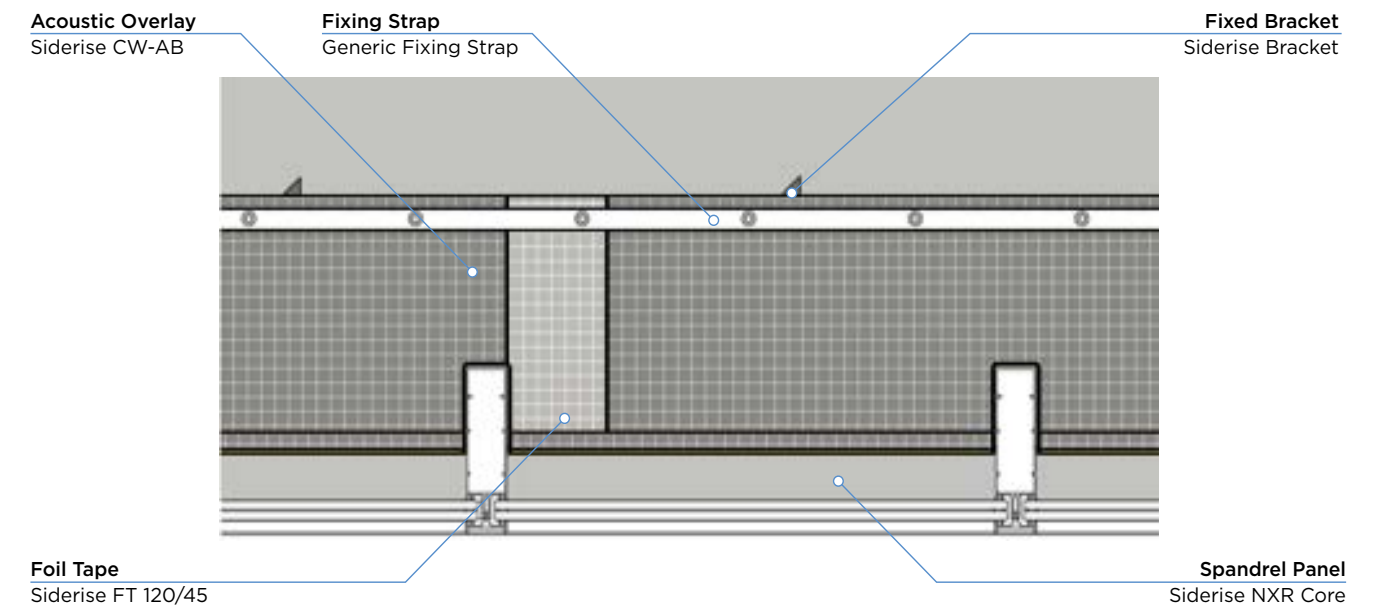 Acoustic Overlay
Siderise CW-AB
Fixing Strap
Generic Fixing Strap
Fixed Bracket
Siderise Bracket
Foil Tape
Siderise FT 120/45
Spandrel Panel
Siderise NXR Core